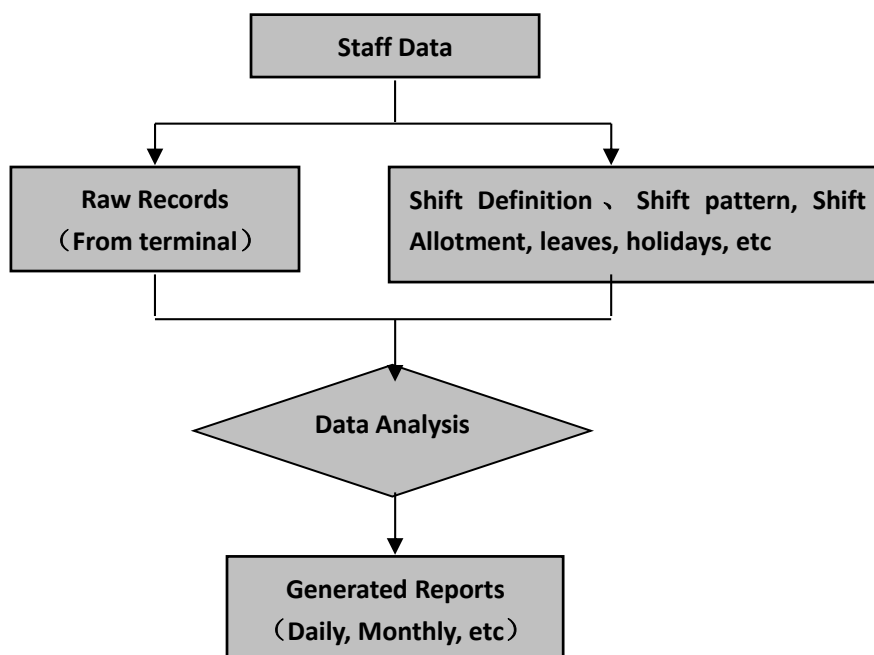 Staff Data
Raw Records
（From terminal）
Shift Definition 、 Shift pattern, Shift
Allotment, leaves, holidays, etc
Data Analysis
Generated Reports
（Daily, Monthly, etc）